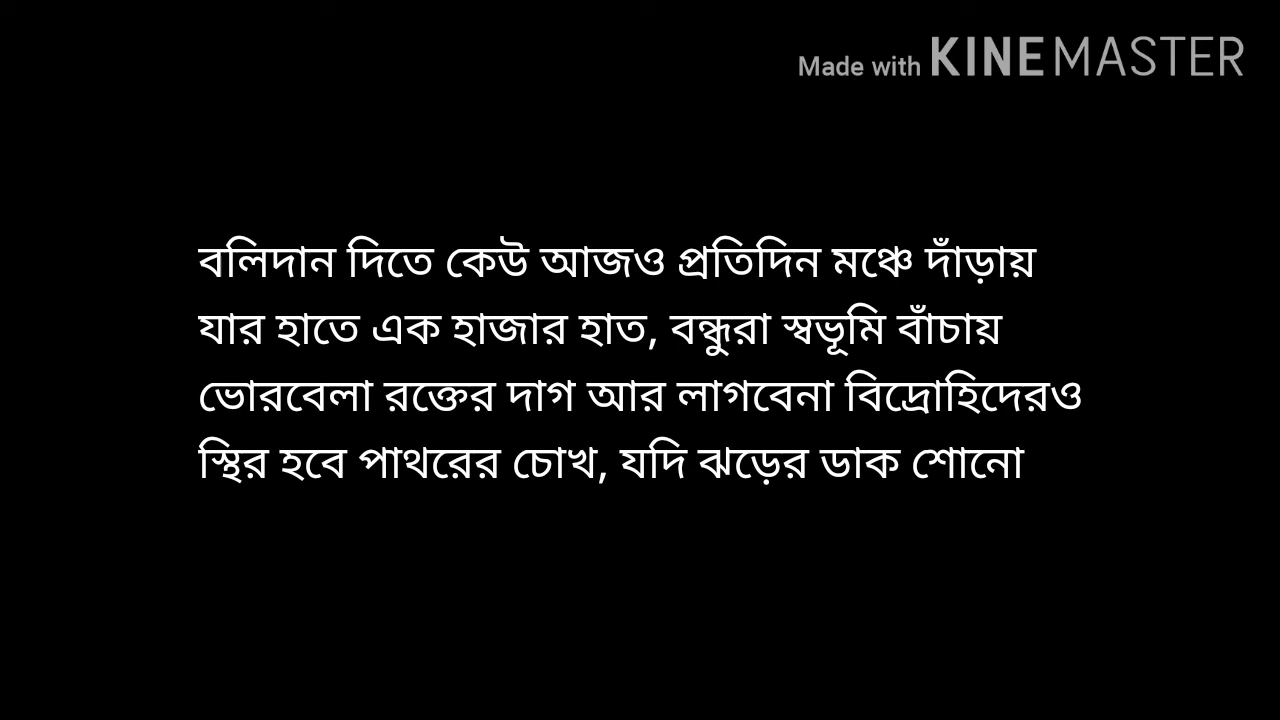 Made with KINEMASTER
বলিদান দিতে কেউ আজও প্রতিদিন মঞ্চে দাঁড়ায়
যার হাতে এক হাজার হাত, বন্ধুরা স্বভূমি বাঁচায়
ভোরবেলা রক্তের দাগ আর লাগবেনা বিদ্রোহিদেরও
স্থির হবে পাথরের চোখ, যদি ঝড়ের ডাক শোনো